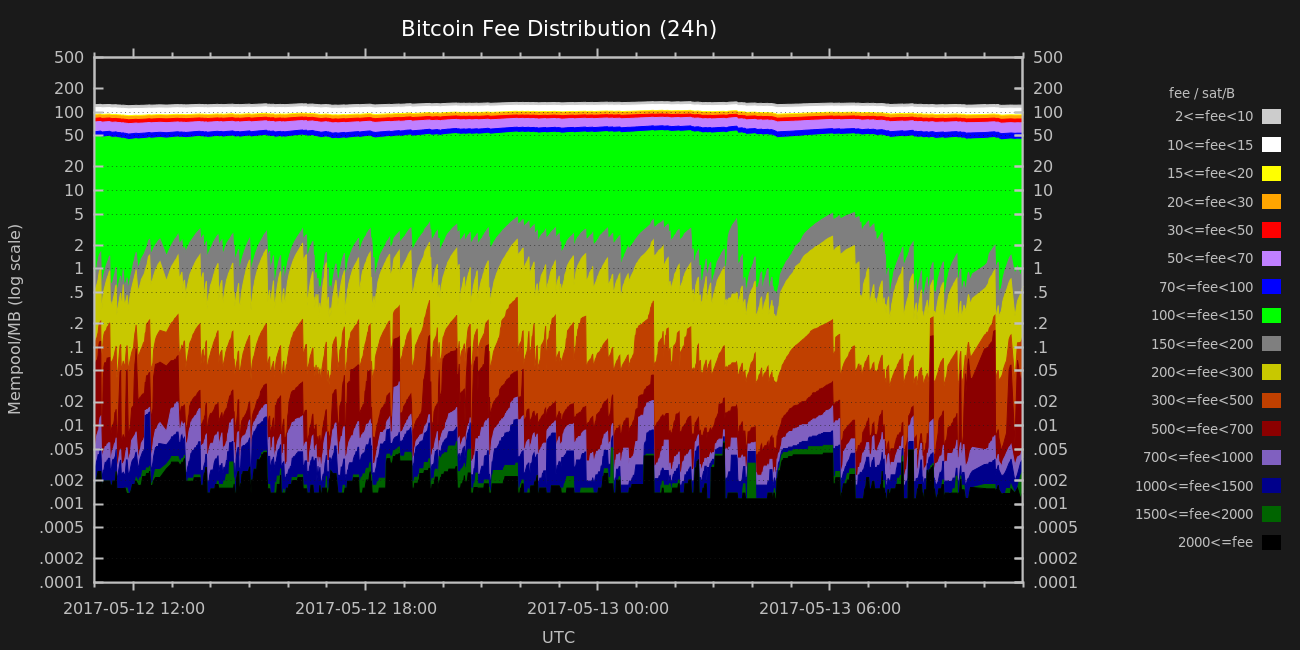 Bitcoin Fee Distribution (24h)
Mempool/MB (log scale)
500
200
100
50
20
10
5
2
1
.5
.2
.1
.05
.02
.01
.005
.002
.001
.0005
.0002
.0001
500
200
100
50
20
10
5
2
1
.5
.2
.1
.05
.02
.01
.005
.002
.001
.0005
.0002
.0001
2017-05-12 12:00
2017-05-12 18:00
2017-05-13 00:00
2017-05-13 06:00
UTC
fee / sat/B
2<=fee<10
10<=fee<15
15<=fee<20
20<=fee<30
30<=fee<50
50<=fee<70
70<=fee<100
100<=fee<150
150<=fee<200
200<=fee<300
300<=fee<500
500<=fee<700
700<=fee<1000
1000<=fee<1500
1500<=fee<2000
2000<=fee